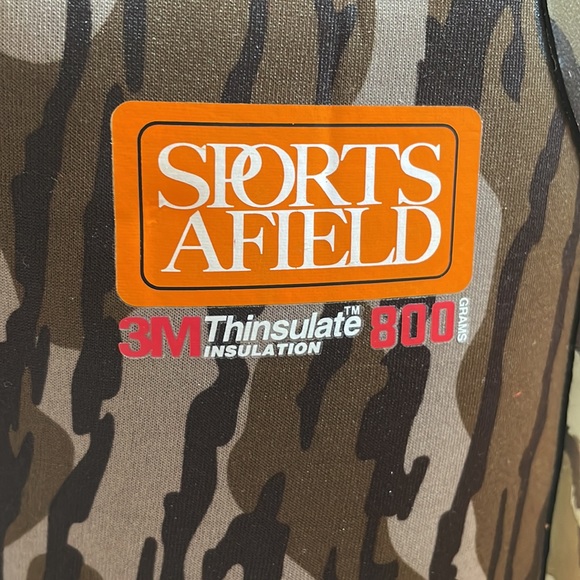 SPORTS
AFIELD
3M Thinsulate™ 800 GRAMS
INSULATION